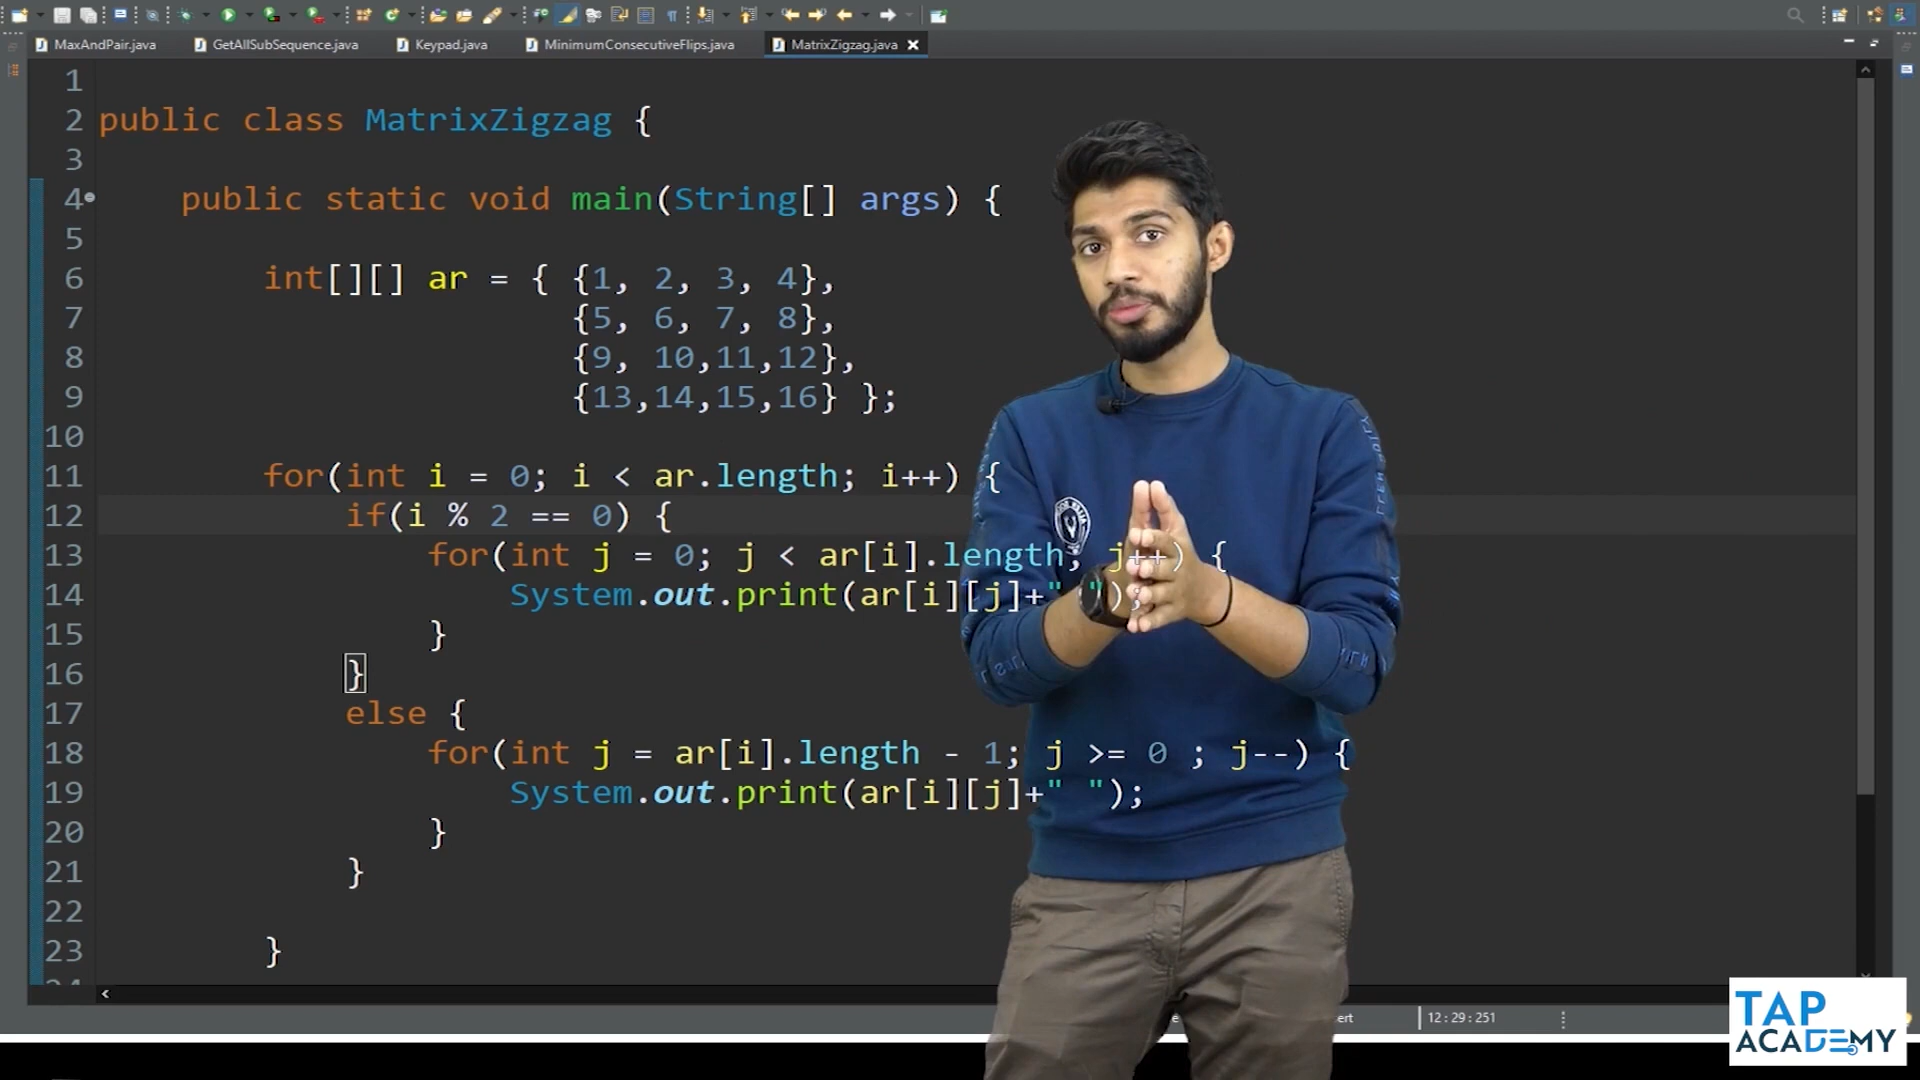 MaxAndPair.java
GetAllSubSequence.java
Keypad.java
MinimumConsecutiveFlips.java
MatrixZigzag.java
1
2 public class MatrixZigzag {
3
4 public static void main(String[] args) {
5
6 int[][] ar = { {1, 2, 3, 4},
7 {5, 6, 7, 8},
8 {9, 10,11,12},
9 {13,14,15,16} };
10
11 for(int i = 0; i < ar.length; i++) {
12 if(i % 2 == 0) {
13 for(int j = 0; j < ar[i].length; j++) {
14 System.out.print(ar[i][j]+" ");
15 }
16 }
17 else {
18 for(int j = ar[i].length - 1; j >= 0 ; j--) {
19 System.out.print(ar[i][j]+" ");
20 }
21 }
22
23 }
12:29:251
TAP
ACADEMY